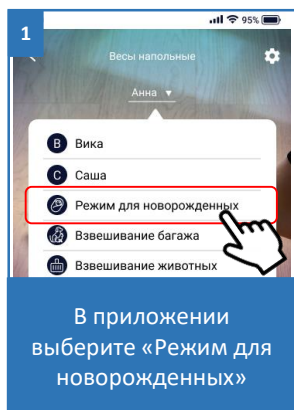 1
95%
Весы напольные
Анна ▼
В Вика
С Саша
Режим для новорожденных
Взвешивание багажа
Взвешивание животных
В приложении
выберите «Режим для
новорожденных»